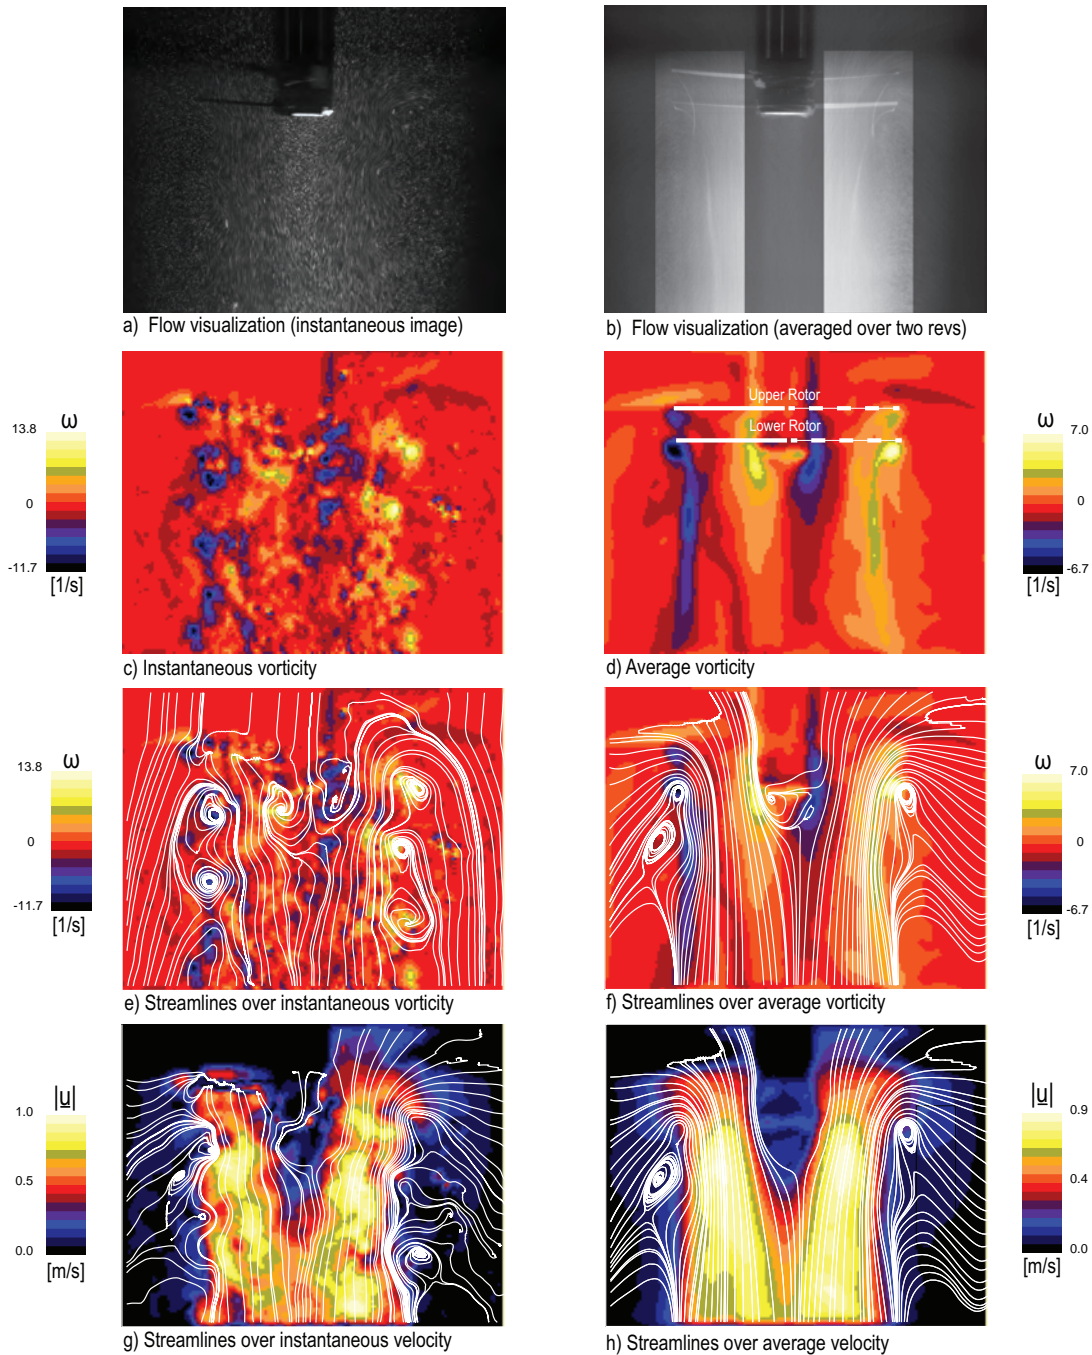 a) Flow visualization (instantaneous image)
b) Flow visualization (averaged over two revs)
ω
13.8
0
-11.7
[1/s]
Upper Rotor
Lower Rotor
ω
7.0
0
-6.7
[1/s]
c) Instantaneous vorticity
d) Average vorticity
ω
13.8
0
-11.7
[1/s]
ω
7.0
0
-6.7
[1/s]
e) Streamlines over instantaneous vorticity
f) Streamlines over average vorticity
|u|
1.0
0.5
0.0
[m/s]
|u|
0.9
0.4
0.0
[m/s]
g) Streamlines over instantaneous velocity
h) Streamlines over average velocity